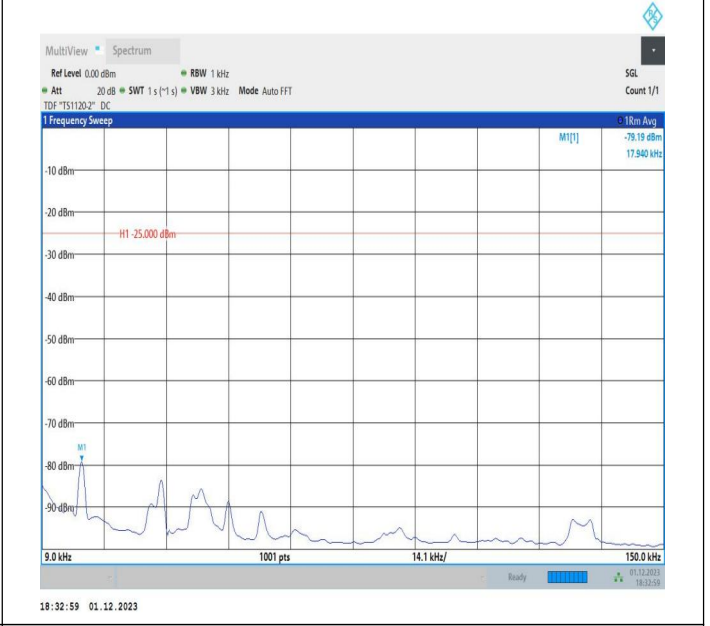 R S
MultiView Spectrum
Ref Level 0.00 dBm RBW 1 kHz SGL
Att 20 dB SWT 1 s (~1 s) VBW 3 kHz Mode Auto FFT Count 1/1
TDF "TS1120-2" DC
1 Frequency Sweep 1Rm Avg
M1[1] -79.19 dBm
17.940 kHz
-10 dBm
-20 dBm
H1 -25.000 dBm
-30 dBm
-40 dBm
-50 dBm
-60 dBm
-70 dBm
M1
-80 dBm
-90 dBm
9.0 kHz 1001 pts 14.1 kHz/ 150.0 kHz
Ready 01.12.2023
18:32:59
18:32:59 01.12.2023